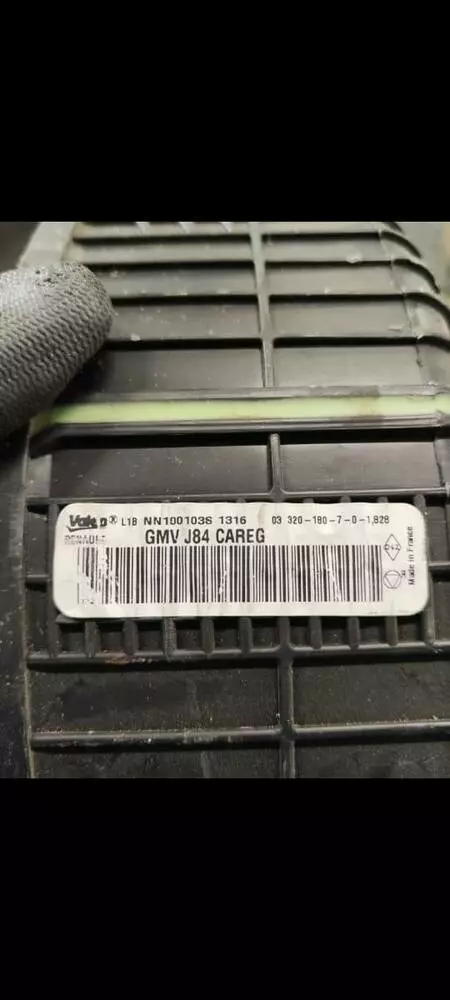 Valeo® L1B NN100103S 1316 03 320-180-7-0-1,828
RENAULT GMV J84 CAREG
Made in France